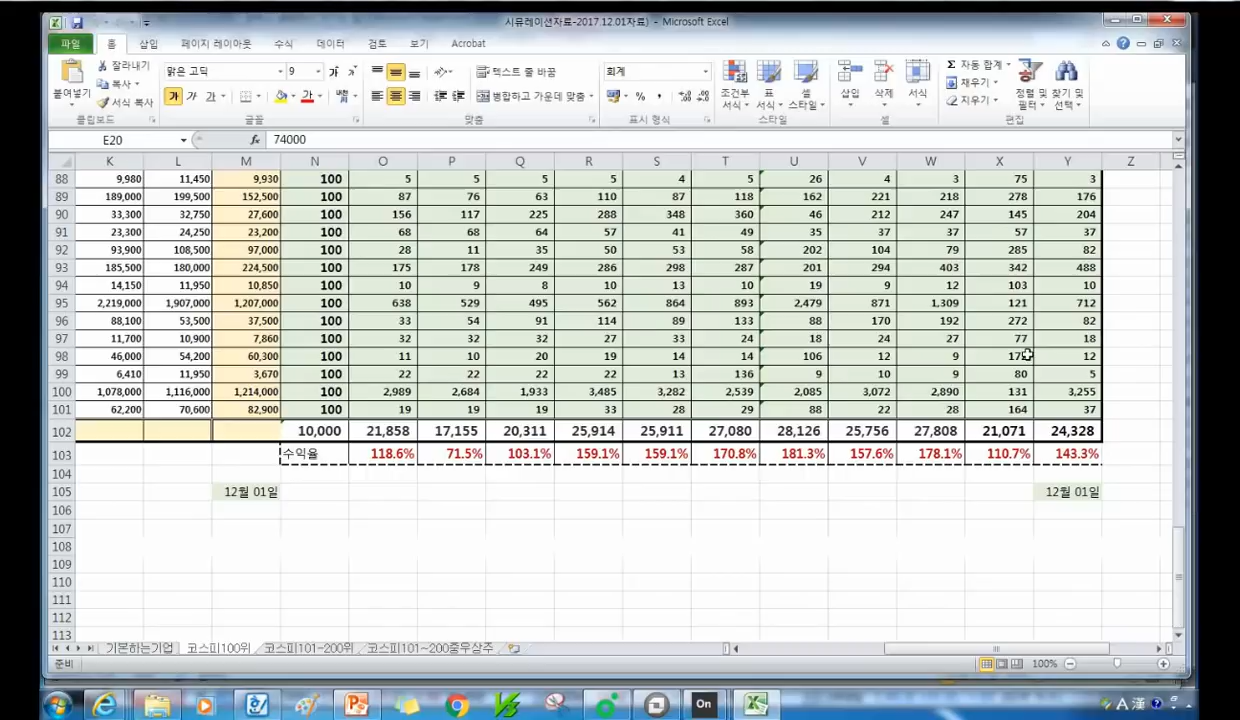 시뮤레이션자료-2017.12.01자료) - Microsoft Excel
파일 홈 삽입 페이지 레이아웃 수식 데이터 검토 보기 Acrobat
잘라내기 맑은 고딕 9 텍스트 줄 바꿈 회계 자동 합계
붙여넣기 복사 조건부 서식 표 서식 셀 스타일 삽입 삭제 서식 채우기 정렬 및 필터 찾기 및 선택
서식 복사 가 가 가 병합하고 가운데 맞춤 % , 지우기
클립보드 글꼴 맞춤 표시 형식 스타일 셀 편집
E20 fx 74000
K L M N O P Q R S T U V W X Y Z
88 9,980 11,450 9,930 100 5 5 5 5 4 5 26 4 3 75 3
89 189,000 199,500 152,500 100 87 76 63 110 87 118 162 221 218 278 176
90 33,300 32,750 27,600 100 156 117 225 288 348 360 46 212 247 145 204
91 23,300 24,250 23,200 100 68 68 64 57 41 49 35 37 37 57 37
92 93,900 108,500 97,000 100 28 11 35 50 53 58 202 104 79 285 82
93 185,500 180,000 224,500 100 175 178 249 286 298 287 201 294 403 342 488
94 14,150 11,950 10,850 100 10 9 8 10 13 10 19 9 12 103 10
95 2,219,000 1,907,000 1,207,000 100 638 529 495 562 864 893 2,479 871 1,309 121 712
96 88,100 53,500 37,500 100 33 54 91 114 89 133 88 170 192 272 82
97 11,700 10,900 7,860 100 32 32 32 27 33 24 18 24 27 77 18
98 46,000 54,200 60,300 100 11 10 20 19 14 14 106 12 9 12
99 6,410 11,950 3,670 100 22 22 22 22 13 136 9 10 9 80 5
100 1,078,000 1,116,000 1,214,000 100 2,989 2,684 1,933 3,485 3,282 2,539 2,085 3,072 2,890 131 3,255
101 62,200 70,600 82,900 100 19 19 19 33 28 29 88 22 28 164 37
102 10,000 21,858 17,155 20,311 25,914 25,911 27,080 28,126 25,756 27,808 21,071 24,328
103 수익율 118.6% 71.5% 103.1% 159.1% 159.1% 170.8% 181.3% 157.6% 178.1% 110.7% 143.3%
104
105 12월 01일 12월 01일
106
107
108
109
110
111
112
113
기본하는기업 코스피100위 코스피101-200위 코스피101~200중우상주
준비 100%
On A 漢